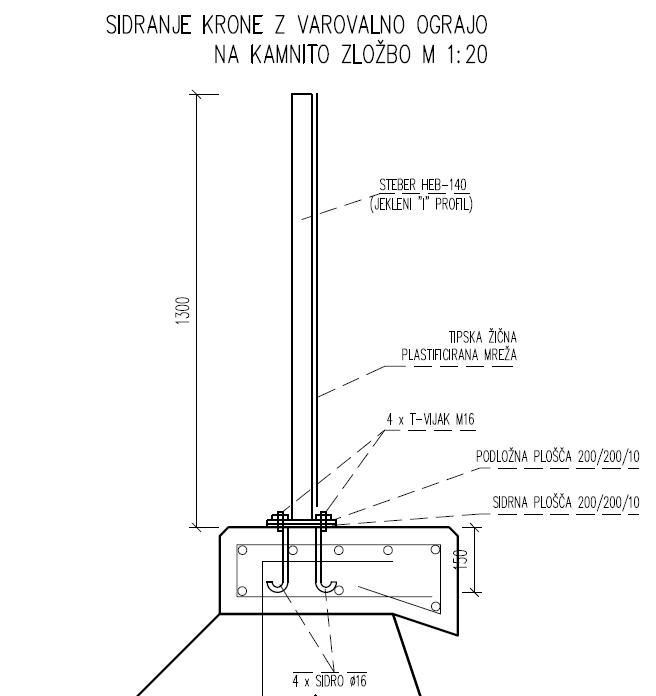 SIDRANJE KRONE Z VAROVALNO OGRAJO
NA KAMNITO ZLOŽBO M 1:20
STEBER HEB-140
(JEKLENI "I" PROFIL)
1300
TIPSKA ŽIČNA
PLASTIFICIRANA MREŽA
4 x T-VIJAK M16
PODLOŽNA PLOŠČA 200/200/10
SIDRNA PLOŠČA 200/200/10
150
4 x SIDRO ø16